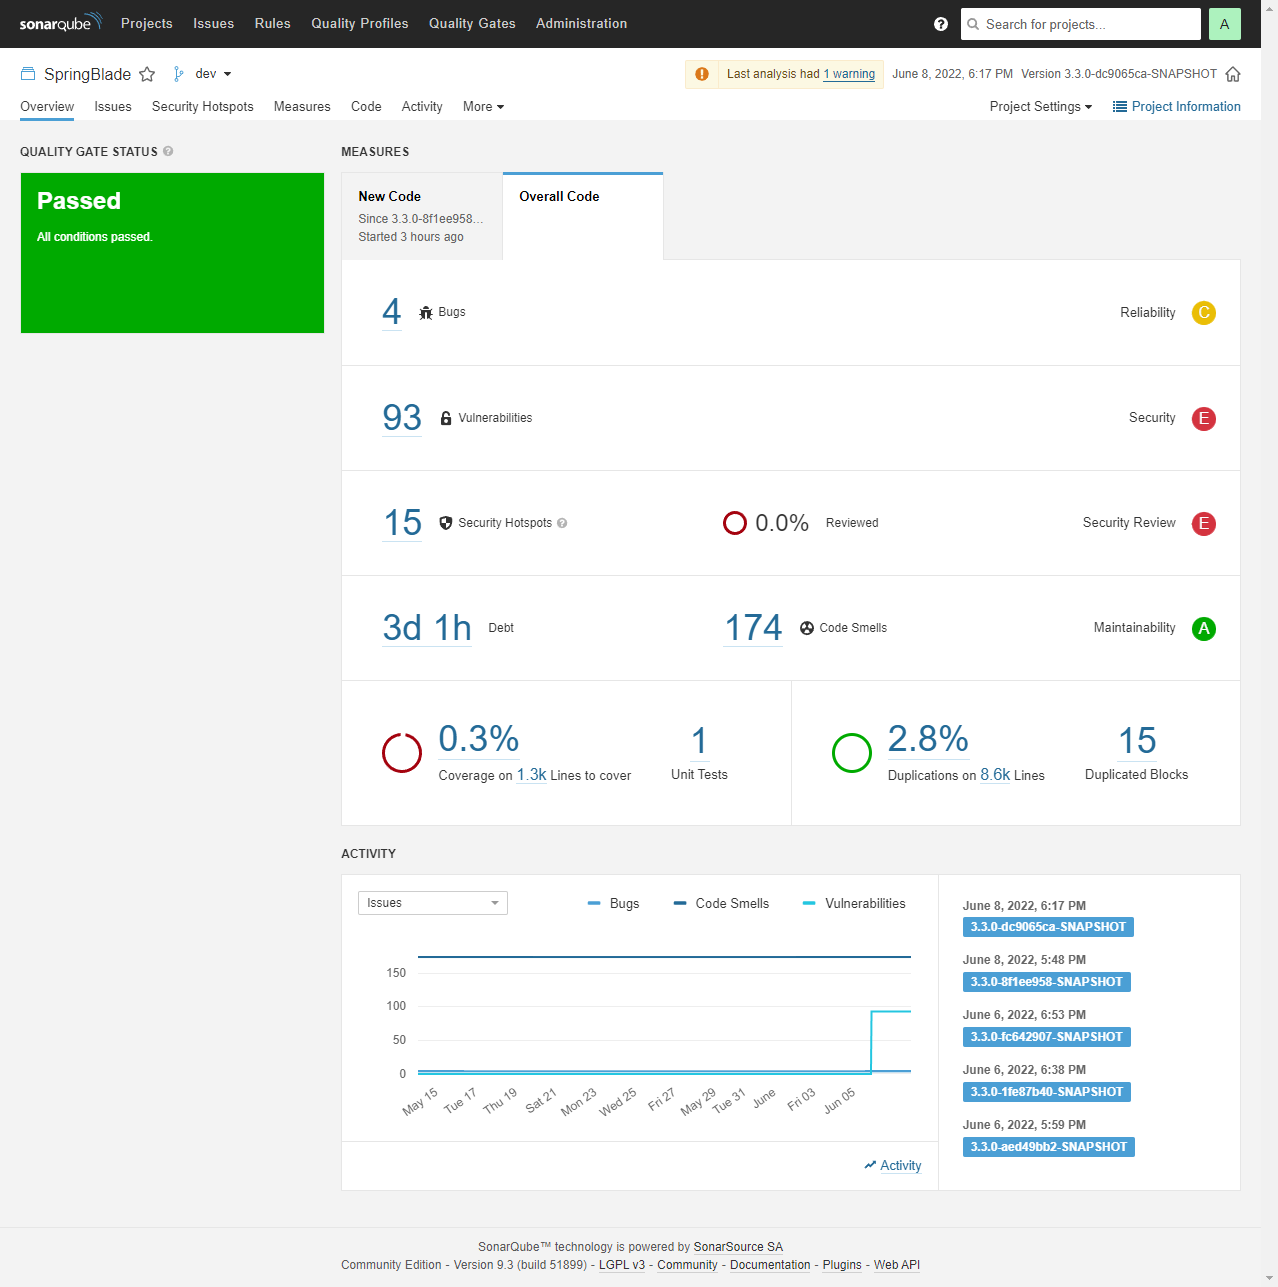 sonarqube Projects Issues Rules Quality Profiles Quality Gates Administration Search for projects... A
SpringBlade dev Last analysis had 1 warning June 8, 2022, 6:17 PM Version 3.3.0-dc9065ca-SNAPSHOT
Overview Issues Security Hotspots Measures Code Activity More Project Settings Project Information
QUALITY GATE STATUS
Passed
All conditions passed.
MEASURES
New Code
Since 3.3.0-8f1ee958...
Started 3 hours ago
Overall Code
4 Bugs Reliability C
93 Vulnerabilities Security E
15 Security Hotspots 0.0% Reviewed Security Review E
3d 1h Debt 174 Code Smells Maintainability A
0.3%
Coverage on 1.3k Lines to cover
1
Unit Tests
2.8%
Duplications on 8.6k Lines
15
Duplicated Blocks
ACTIVITY
Issues Bugs Code Smells Vulnerabilities
150
100
50
0
May 15 Tue 17 Thu 19 Sat 21 Mon 23 Wed 25 Fri 27 May 29 Tue 31 June Fri 03 Jun 05
Activity
June 8, 2022, 6:17 PM
3.3.0-dc9065ca-SNAPSHOT
June 8, 2022, 5:48 PM
3.3.0-8f1ee958-SNAPSHOT
June 6, 2022, 6:53 PM
3.3.0-fc642907-SNAPSHOT
June 6, 2022, 6:38 PM
3.3.0-1fe87b40-SNAPSHOT
June 6, 2022, 5:59 PM
3.3.0-aed49bb2-SNAPSHOT
SonarQube™ technology is powered by SonarSource SA
Community Edition - Version 9.3 (build 51899) - LGPL v3 - Community - Documentation - Plugins - Web API